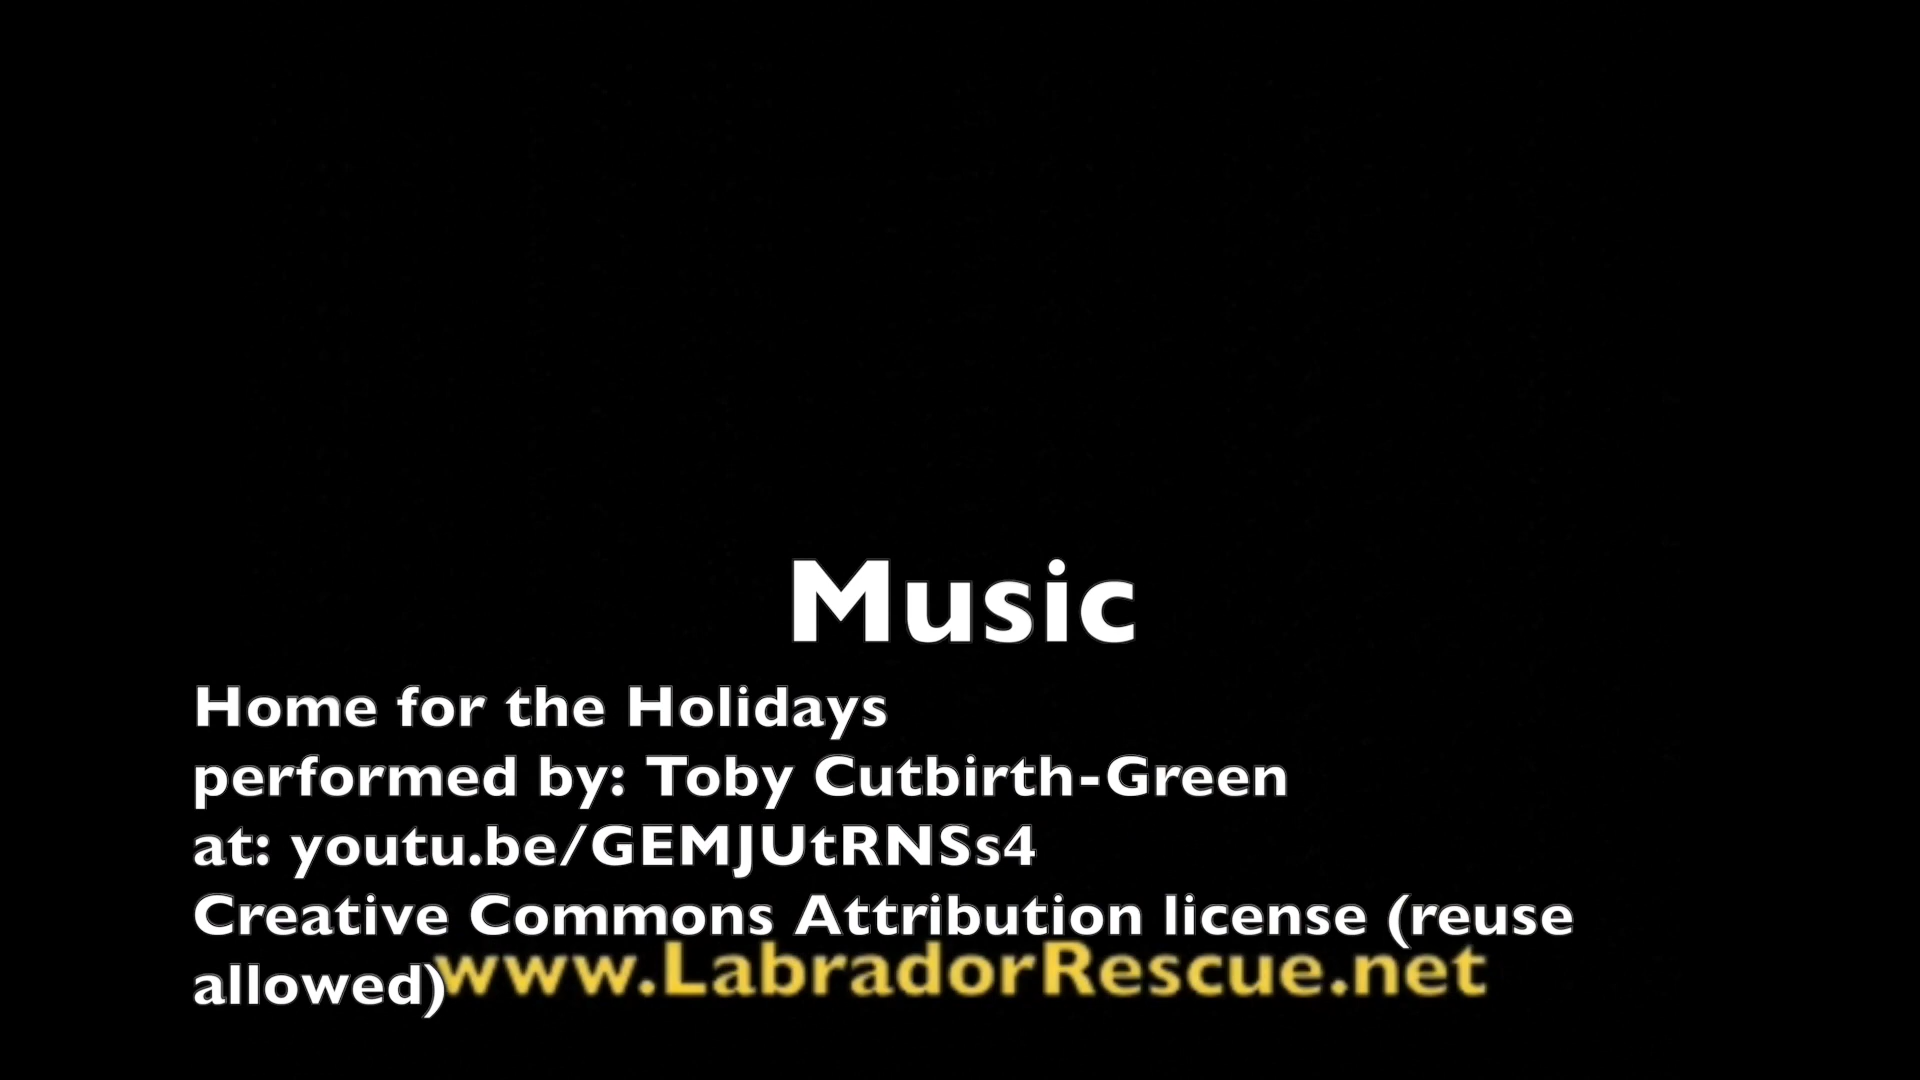 Music
Home for the Holidays
performed by: Toby Cutbirth-Green
at: youtu.be/GEMJUtRNSs4
Creative Commons Attribution license (reuse
allowed)
www.LabradorRescue.net